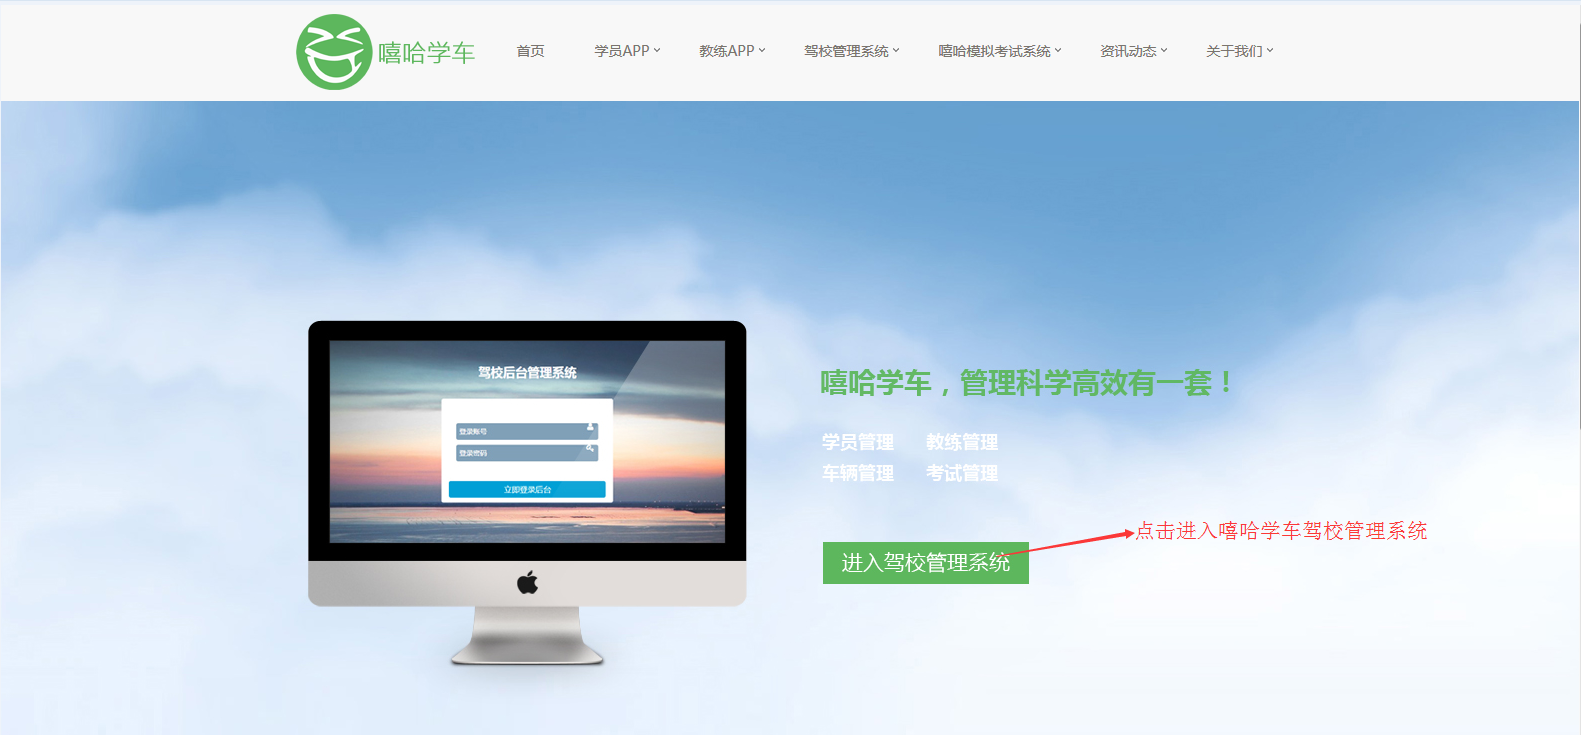 嘻哈学车
首页 学员APP 教练APP 驾校管理系统 嘻哈模拟考试系统 资讯动态 关于我们
驾校后台管理系统
登录账号
登录密码
立即登录后台
嘻哈学车，管理科学高效有一套！
学员管理 教练管理
车辆管理 考试管理
点击进入嘻哈学车驾校管理系统
进入驾校管理系统